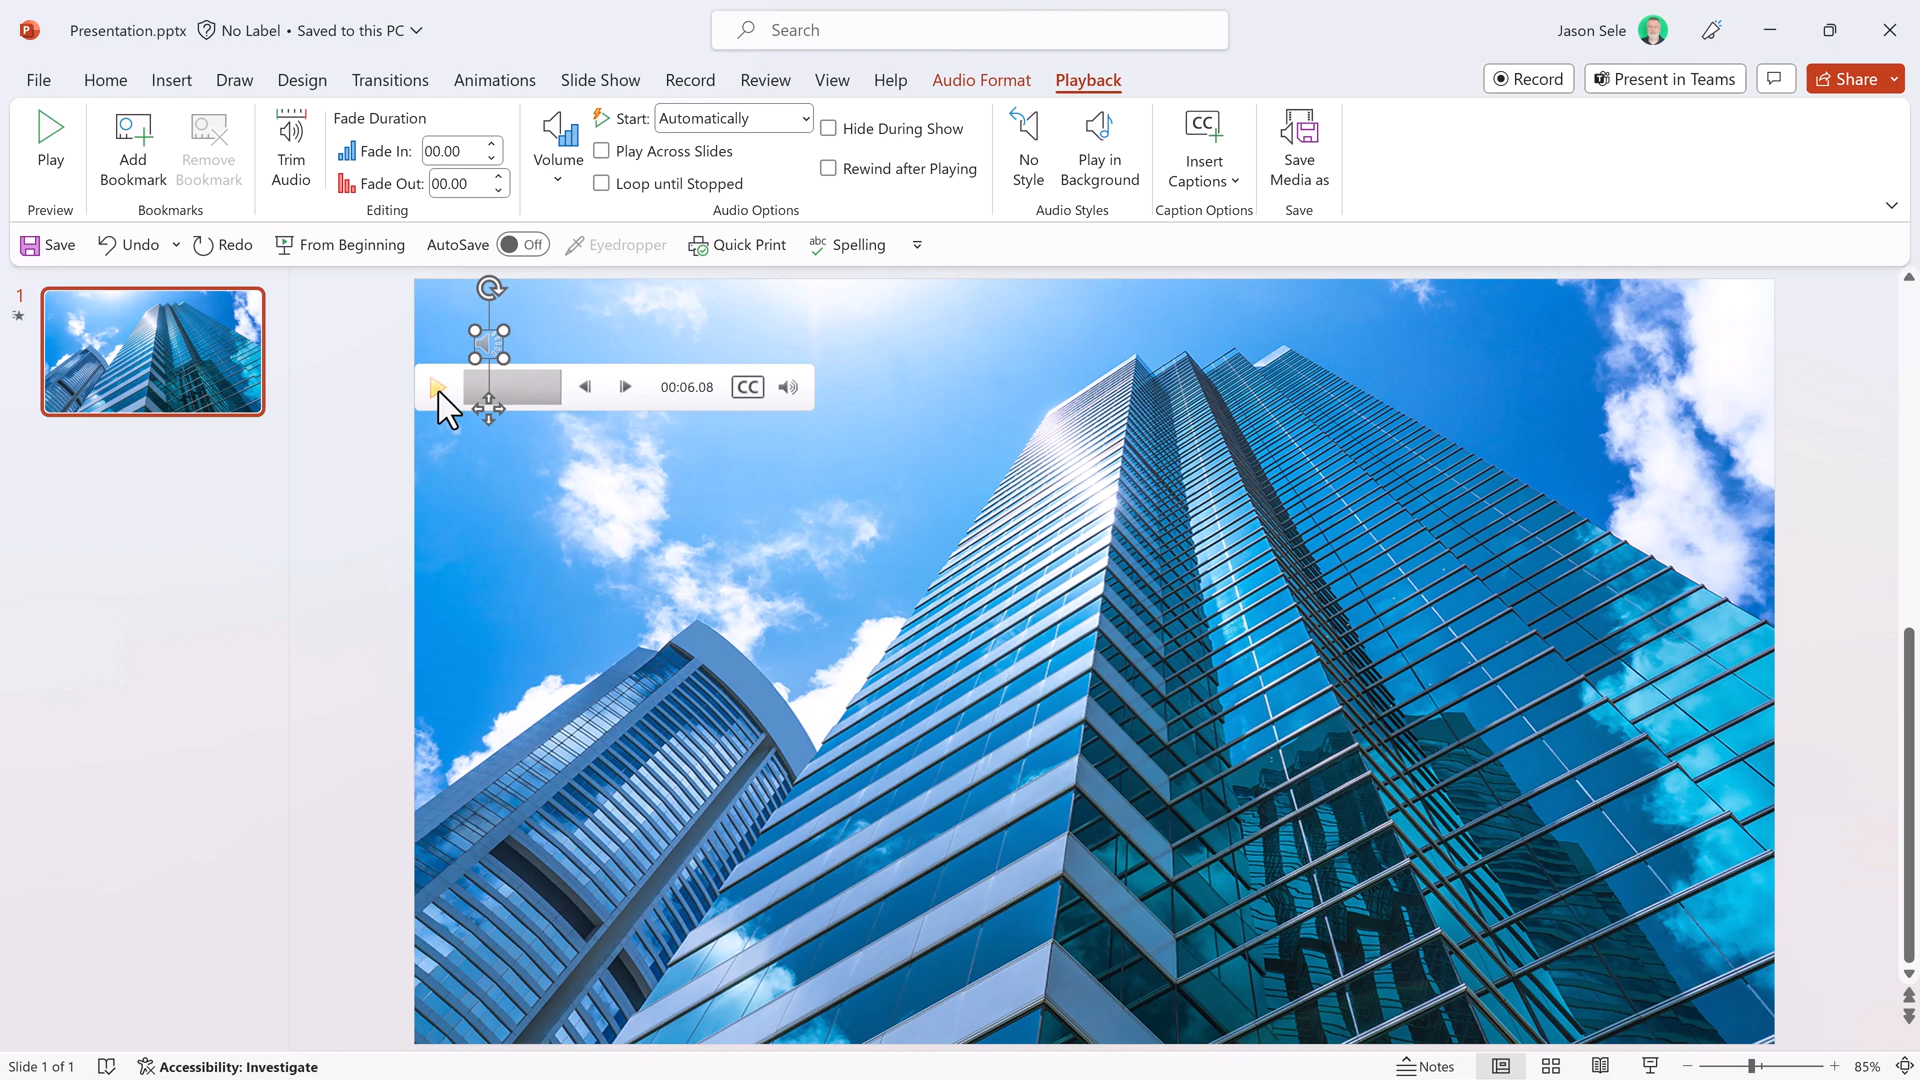 P
Presentation.pptx No Label • Saved to this PC
Search
Jason Sele
File Home Insert Draw Design Transitions Animations Slide Show Record Review View Help Audio Format Playback
Record Present in Teams Share
Play
Add Bookmark
Remove Bookmark
Trim Audio
Fade Duration
Fade In: 00.00
Fade Out: 00.00
Volume
Start: Automatically
Play Across Slides
Loop until Stopped
Hide During Show
Rewind after Playing
No Style
Play in Background
CC
Insert Captions
Save Media as
Preview Bookmarks Editing Audio Options Audio Styles Caption Options Save
Save Undo Redo From Beginning AutoSave Off Eyedropper Quick Print abc Spelling
1
00:06.08 CC
Slide 1 of 1 Accessibility: Investigate Notes 85%